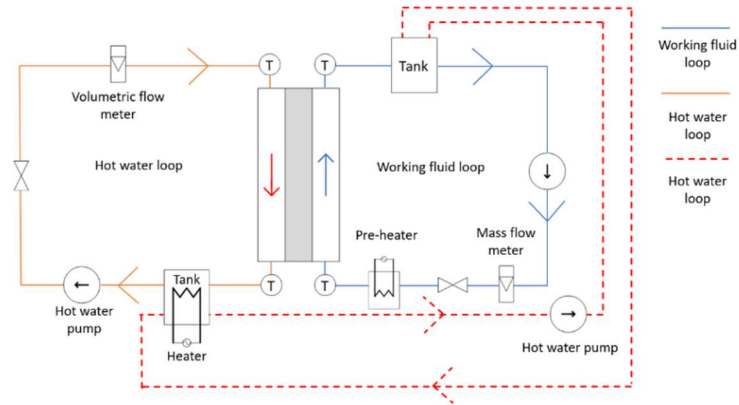 T
T
Tank
Working fluid
loop
Volumetric flow
meter
Hot water
loop
Hot water loop
Working fluid loop
Hot water
loop
Pre-heater
Mass flow
meter
Tank
T
T
Hot water
pump
Heater
Hot water pump